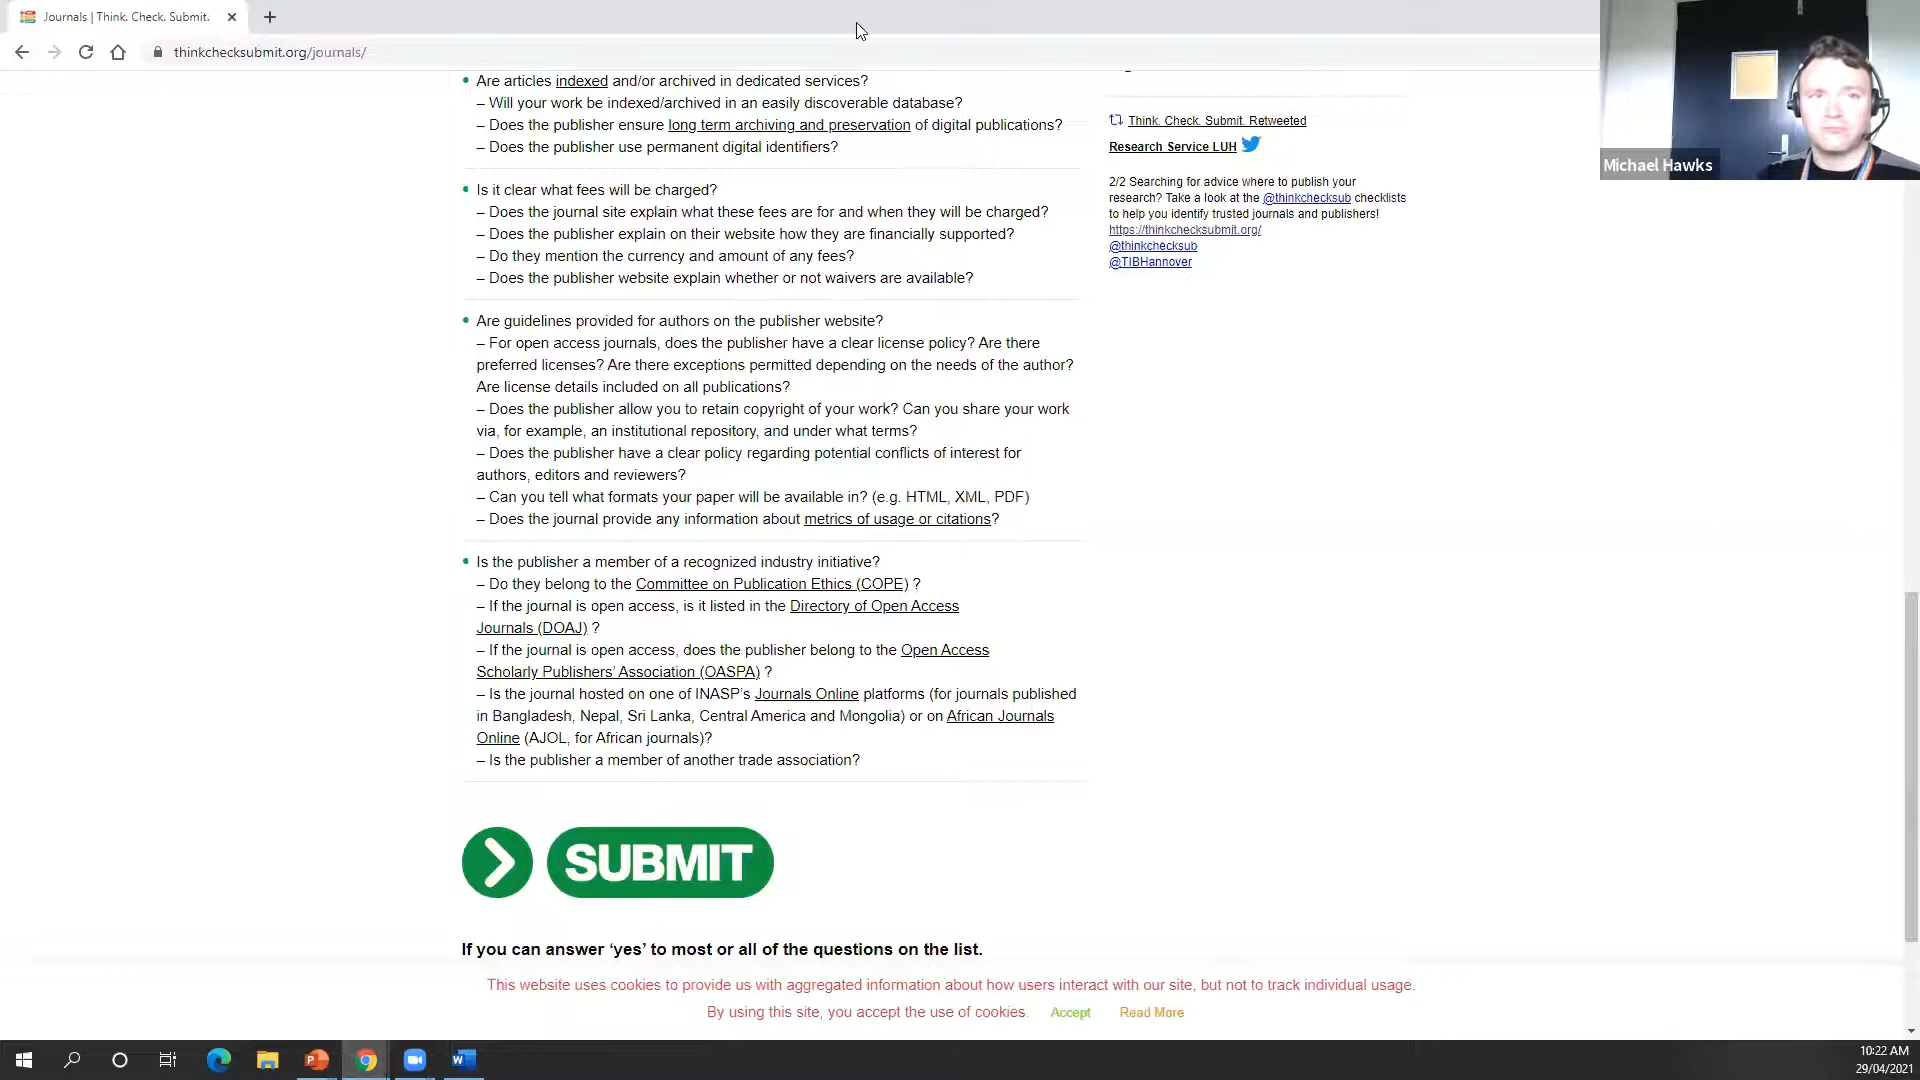 Journals | Think. Check. Submit.
thinkchecksubmit.org/journals/
Michael Hawks
• Are articles indexed and/or archived in dedicated services?
– Will your work be indexed/archived in an easily discoverable database?
– Does the publisher ensure long term archiving and preservation of digital publications?
– Does the publisher use permanent digital identifiers?
• Is it clear what fees will be charged?
– Does the journal site explain what these fees are for and when they will be charged?
– Does the publisher explain on their website how they are financially supported?
– Do they mention the currency and amount of any fees?
– Does the publisher website explain whether or not waivers are available?
• Are guidelines provided for authors on the publisher website?
– For open access journals, does the publisher have a clear license policy? Are there
preferred licenses? Are there exceptions permitted depending on the needs of the author?
Are license details included on all publications?
– Does the publisher allow you to retain copyright of your work? Can you share your work
via, for example, an institutional repository, and under what terms?
– Does the publisher have a clear policy regarding potential conflicts of interest for
authors, editors and reviewers?
– Can you tell what formats your paper will be available in? (e.g. HTML, XML, PDF)
– Does the journal provide any information about metrics of usage or citations?
• Is the publisher a member of a recognized industry initiative?
– Do they belong to the Committee on Publication Ethics (COPE) ?
– If the journal is open access, is it listed in the Directory of Open Access
Journals (DOAJ) ?
– If the journal is open access, does the publisher belong to the Open Access
Scholarly Publishers' Association (OASPA) ?
– Is the journal hosted on one of INASP's Journals Online platforms (for journals published
in Bangladesh, Nepal, Sri Lanka, Central America and Mongolia) or on African Journals
Online (AJOL, for African journals)?
– Is the publisher a member of another trade association?
SUBMIT
If you can answer 'yes' to most or all of the questions on the list.
Think. Check. Submit. Retweeted
Research Service LUH
2/2 Searching for advice where to publish your
research? Take a look at the @thinkchecksub checklists
to help you identify trusted journals and publishers!
https://thinkchecksubmit.org/
@thinkchecksub
@TIBHannover
This website uses cookies to provide us with aggregated information about how users interact with our site, but not to track individual usage.
By using this site, you accept the use of cookies. Accept Read More
10:22 AM
29/04/2021